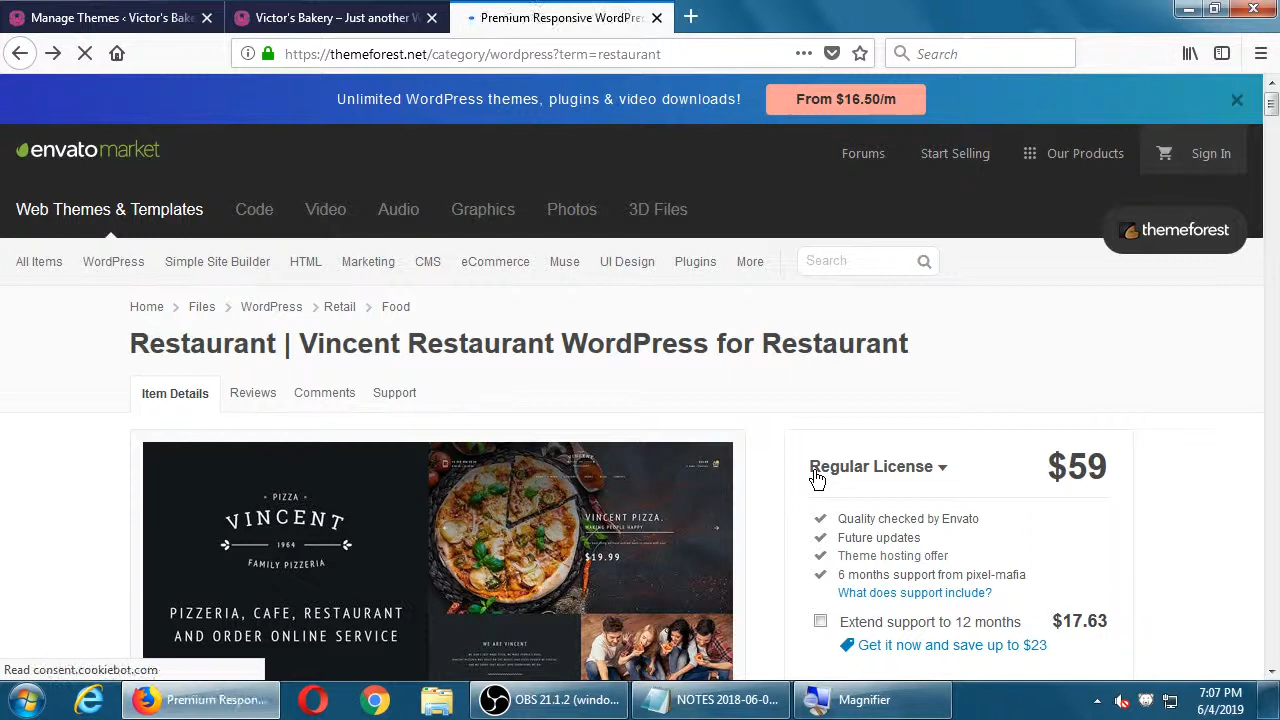 Manage Themes ‹ Victor's Bake
Victor's Bakery – Just another W
Premium Responsive WordPre
https://themeforest.net/category/wordpress?term=restaurant
Search
Unlimited WordPress themes, plugins & video downloads!
From $16.50/m
envatomarket
Forums
Start Selling
Our Products
Sign In
Web Themes & Templates
Code
Video
Audio
Graphics
Photos
3D Files
themeforest
All Items
WordPress
Simple Site Builder
HTML
Marketing
CMS
eCommerce
Muse
UI Design
Plugins
More
Search
Home
Files
WordPress
Retail
Food
Restaurant | Vincent Restaurant WordPress for Restaurant
Item Details
Reviews
Comments
Support
PIZZA
VINCENT
1964
FAMILY PIZZERIA
PIZZERIA, CAFE, RESTAURANT
AND ORDER ONLINE SERVICE
VINCENT PIZZA.
MAKING PEOPLE HAPPY
$19.99
WE ARE VINCENT
Regular License
$59
Quality checked by Envato
Future updates
Theme hosting offer
6 months support from pixel-mafia
What does support include?
Extend support to 12 months
$17.63
Get it now and save up to $23
Premium Respon...
OBS 21.1.2 (windo...
NOTES 2018-06-0...
Magnifier
7:07 PM
6/4/2019